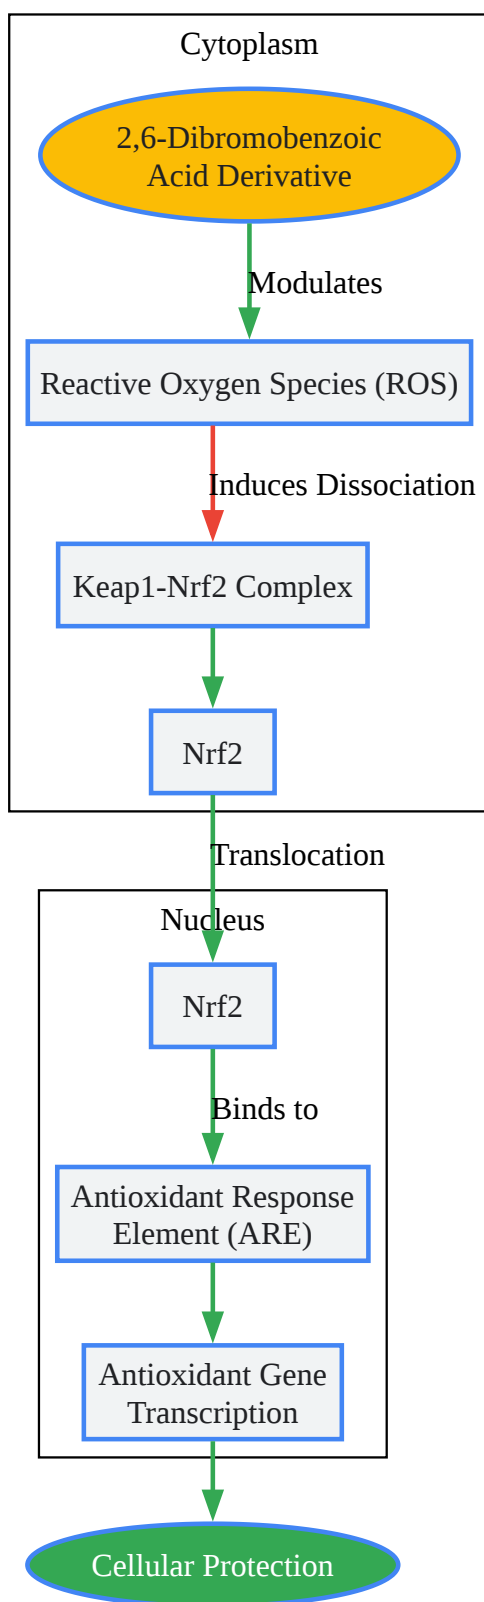 Cytoplasm
2,6-Dibromobenzoic
Acid Derivative
Modulates
Reactive Oxygen Species (ROS)
Induces Dissociation
Keap1-Nrf2 Complex
Nrf2
Translocation
Nucleus
Nrf2
Binds to
Antioxidant Response
Element (ARE)
Antioxidant Gene
Transcription
Cellular Protection